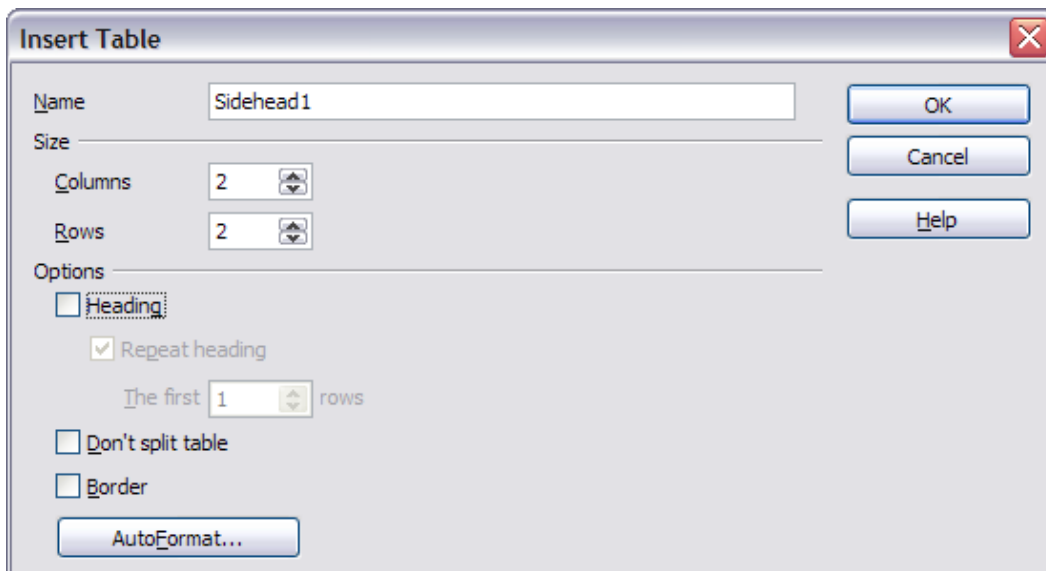 Insert Table
Name Sidehead1 OK
Size Cancel
Columns 2
Rows 2 Help
Options
Heading
Repeat heading
The first 1 rows
Don't split table
Border
AutoFormat...